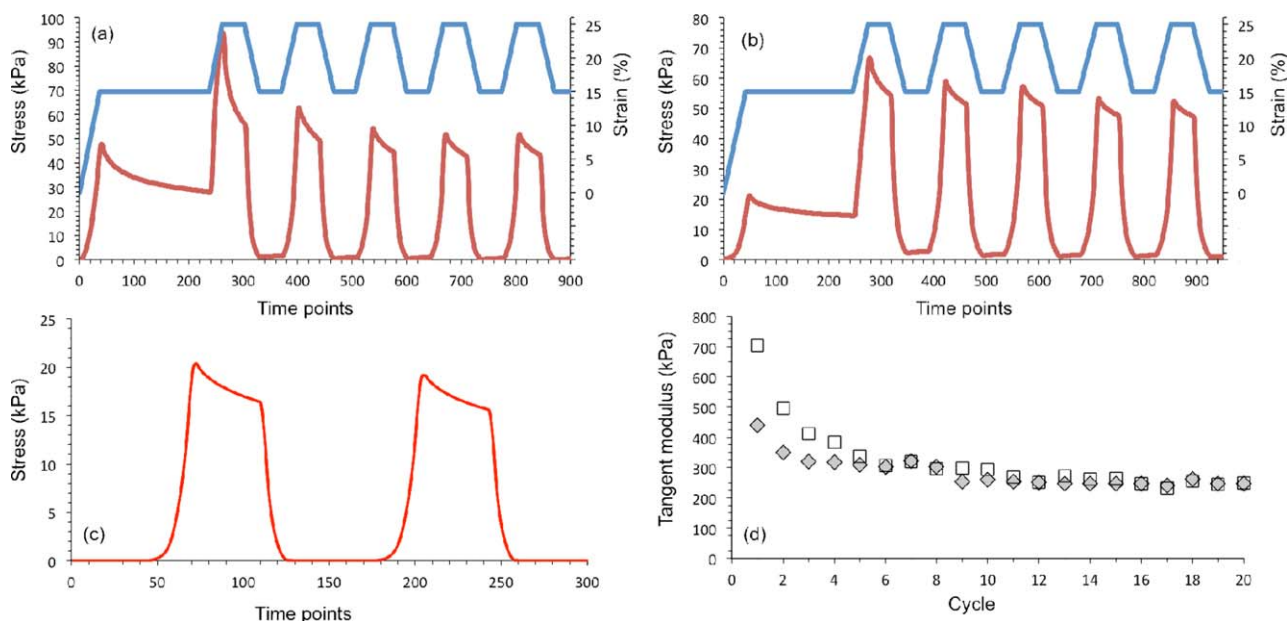 (a)
Stress (kPa)
100
90
80
70
60
50
40
30
20
10
0
25
20
15
10
5
0
Strain (%)
0 100 200 300 400 500 600 700 800 900
Time points
(b)
Stress (kPa)
80
70
60
50
40
30
20
10
0
25
20
15
10
5
0
Strain (%)
0 100 200 300 400 500 600 700 800 900
Time points
(c)
Stress (kPa)
25
20
15
10
5
0
0 50 100 150 200 250 300
Time points
(d)
Tangent modulus (kPa)
800
700
600
500
400
300
200
100
0
0 2 4 6 8 10 12 14 16 18 20
Cycle